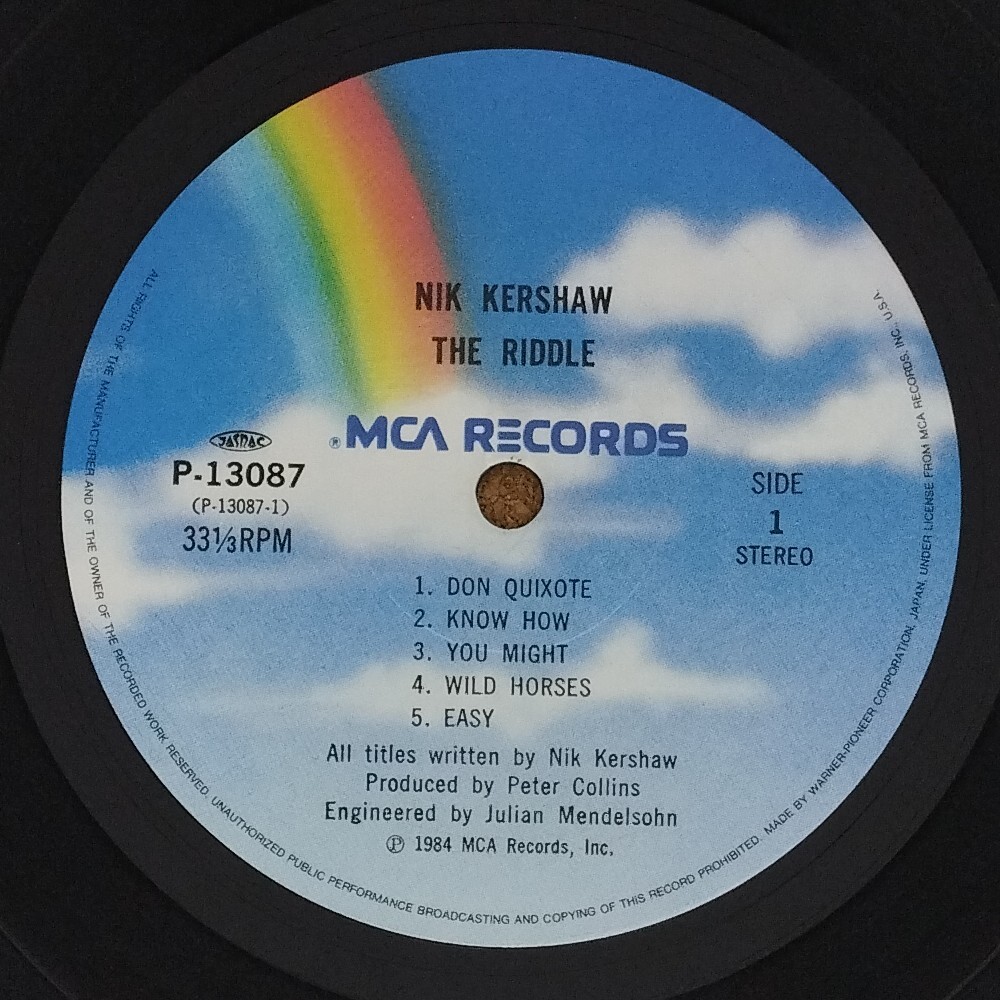 NIK KERSHAW
THE RIDDLE
® MCA RECORDS
JASRAC
P-13087
(P-13087-1)
33⅓RPM
SIDE
1
STEREO
1. DON QUIXOTE
2. KNOW HOW
3. YOU MIGHT
4. WILD HORSES
5. EASY
All titles written by Nik Kershaw
Produced by Peter Collins
Engineered by Julian Mendelsohn
℗ 1984 MCA Records, Inc.
ALL RIGHTS OF THE MANUFACTURER AND OF THE OWNER OF THE RECORDED WORK RESERVED. UNAUTHORIZED PUBLIC PERFORMANCE BROADCASTING AND COPYING OF THIS RECORD PROHIBITED. MADE BY WARNER-PIONEER CORPORATION, JAPAN, UNDER LICENSE FROM MCA RECORDS, INC., U.S.A.